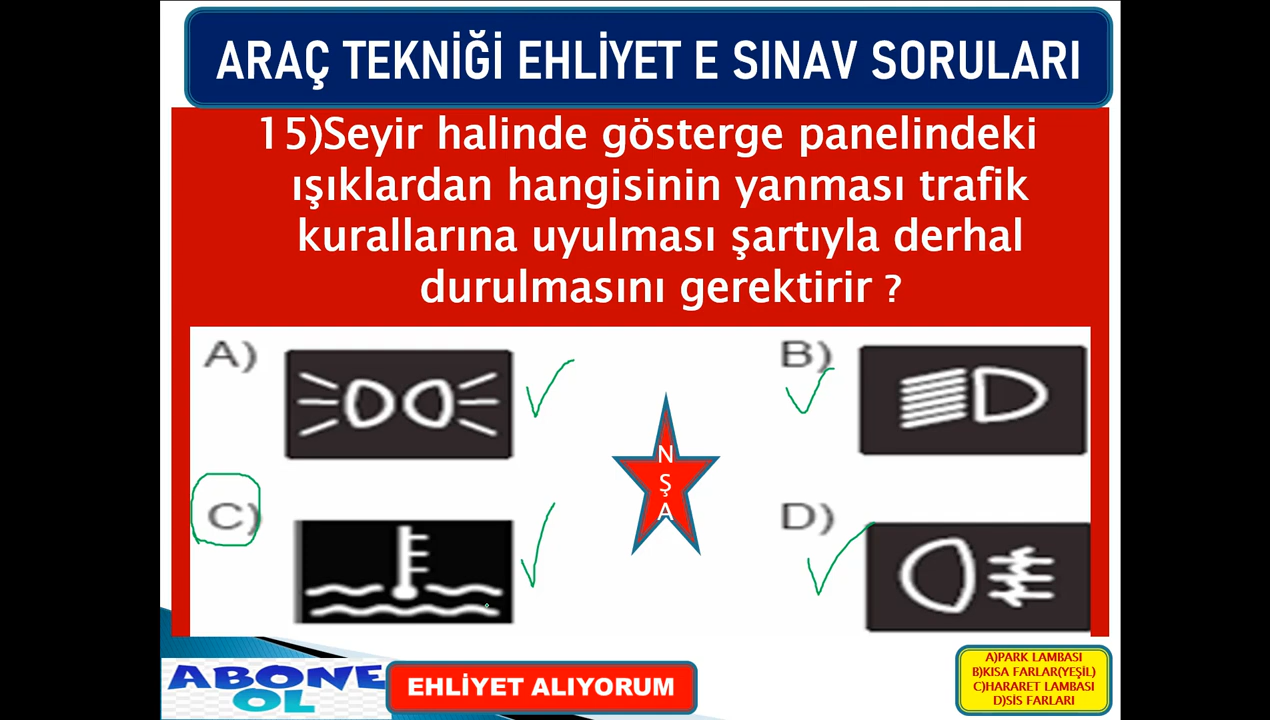 ARAÇ TEKNİĞİ EHLİYET E SINAV SORULARI
15)Seyir halinde gösterge panelindeki
ışıklardan hangisinin yanması trafik
kurallarına uyulması şartıyla derhal
durulmasını gerektirir ?
A)
B)
N
Ş
A
C)
D)
ABONE
OL
EHLİYET ALIYORUM
A)PARK LAMBASI
B)KISA FARLAR(YEŞİL)
C)HARARET LAMBASI
D)SİS FARLARI